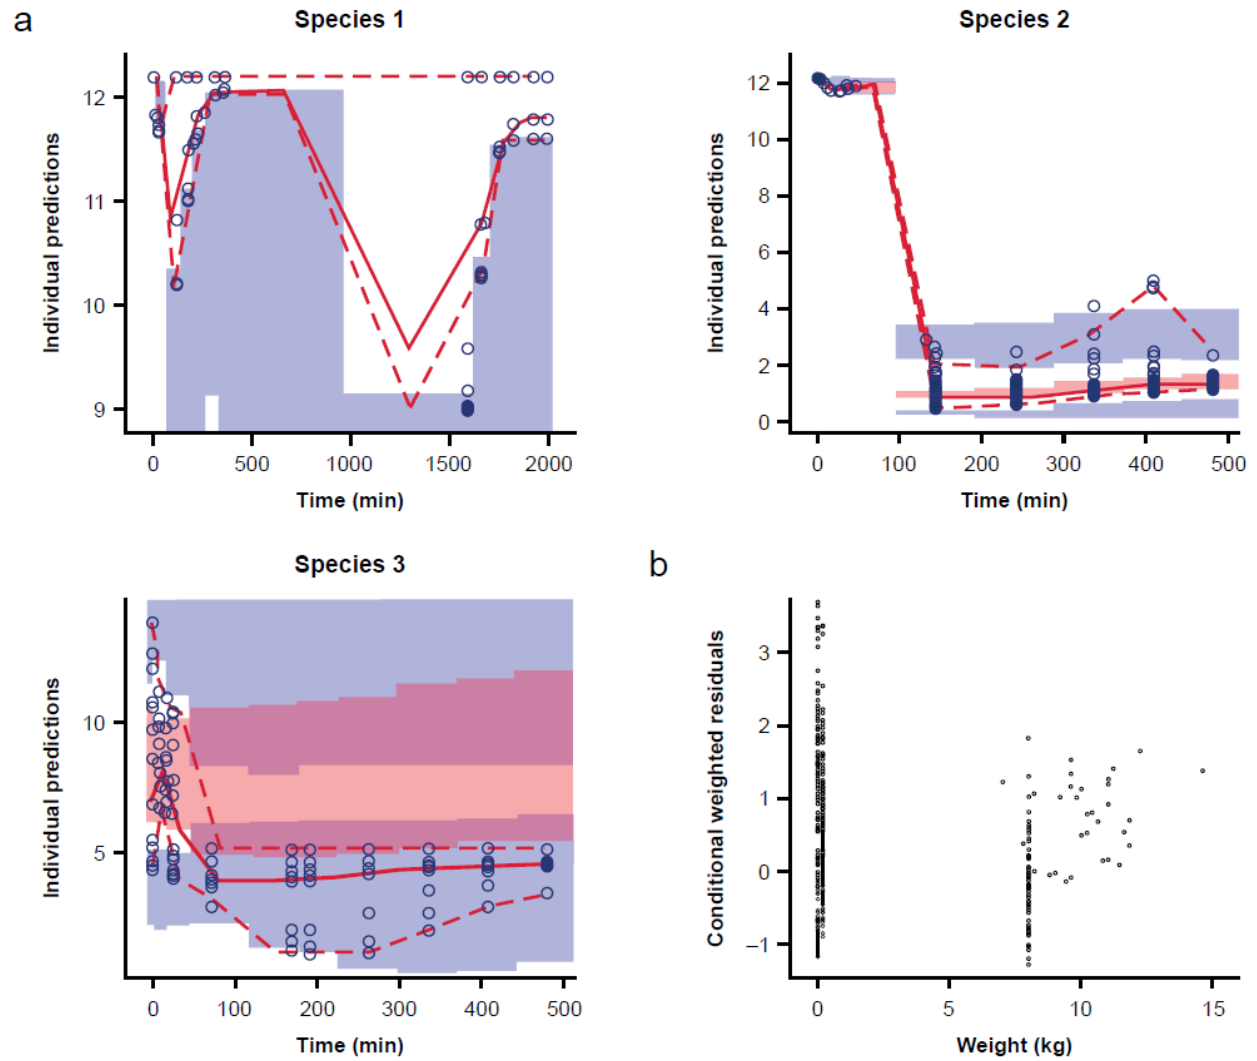 a
Species 1
Individual predictions
12
11
10
9
0 500 1000 1500 2000
Time (min)
Species 2
Individual predictions
12
10
8
6
4
2
0
0 100 200 300 400 500
Time (min)
Species 3
Individual predictions
10
5
0 100 200 300 400 500
Time (min)
b
Conditional weighted residuals
3
2
1
0
−1
0 5 10 15
Weight (kg)